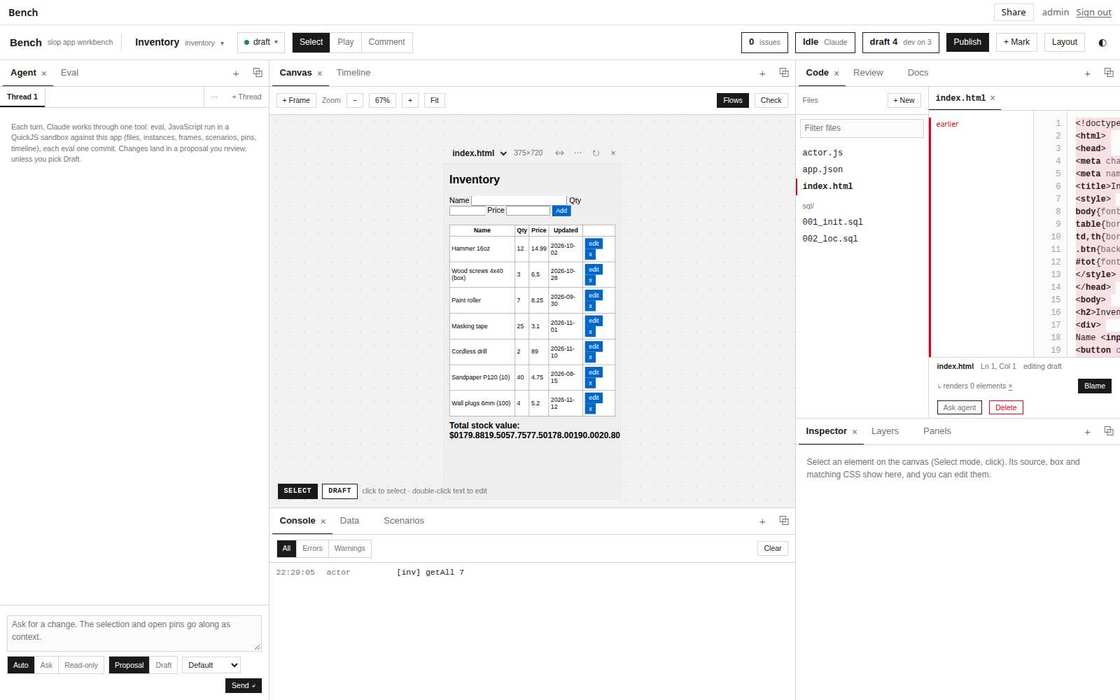 Bench
Share admin Sign out
Bench slop app workbench Inventory inventory ▾ draft ▾ Select Play Comment 0 issues Idle Claude draft 4 dev on 3 Publish + Mark Layout
Agent × Eval +
Thread 1 ··· + Thread
Each turn, Claude works through one tool: eval, JavaScript run in a
QuickJS sandbox against this app (files, instances, frames, scenarios, pins,
timeline), each eval one commit. Changes land in a proposal you review,
unless you pick Draft.
Ask for a change. The selection and open pins go along as
context.
Auto Ask Read-only Proposal Draft Default
Send
Canvas × Timeline +
+ Frame Zoom − 67% + Fit Flows Check
index.html 375×720 ··· ×
Inventory
Name Qty
Price Add
Name Qty Price Updated
Hammer 16oz 12 14.99 2026-10-02 edit x
Wood screws 4x40 (box) 3 6.5 2026-10-28 edit x
Paint roller 7 8.25 2026-09-30 edit x
Masking tape 25 3.1 2026-11-01 edit x
Cordless drill 2 89 2026-11-10 edit x
Sandpaper P120 (10) 40 4.75 2026-08-15 edit x
Wall plugs 6mm (100) 4 5.2 2026-11-12 edit x
Total stock value:
$0179.8819.5057.7577.50178.00190.0020.80
SELECT DRAFT click to select · double-click text to edit
Console × Data Scenarios +
All Errors Warnings Clear
22:29:05 actor [inv] getAll 7
Code × Review Docs +
Files + New
Filter files
actor.js
app.json
index.html
sql/
001_init.sql
002_loc.sql
index.html ×
earlier
1 <!doctype
2 <html>
3 <head>
4 <meta cha
5 <meta nam
6 <title>In
7 <style>
8 body{font
9 table{bor
10 td,th{bor
11 .btn{back
12 #tot{font
13 </style>
14 </head>
15 <body>
16 <h2>Inven
17 <div>
18 Name <inp
19 <button c
index.html Ln 1, Col 1 editing draft
renders 0 elements × Blame
Ask agent Delete
Inspector × Layers Panels +
Select an element on the canvas (Select mode, click). Its source, box and
matching CSS show here, and you can edit them.